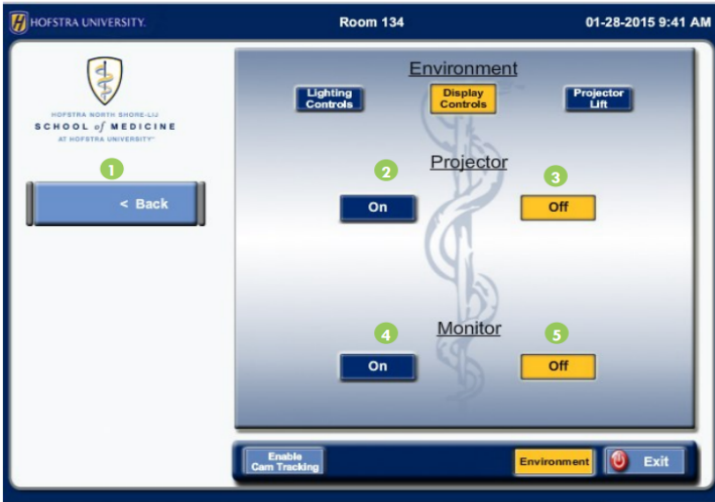 HOFSTRA UNIVERSITY.
Room 134
01-28-2015 9:41 AM
HOFSTRA NORTH SHORE-LIJ
SCHOOL of MEDICINE
AT HOFSTRA UNIVERSITY
1
< Back
Environment
Lighting
Controls
Display
Controls
Projector
Lift
Projector
2
3
On
Off
Monitor
4
5
On
Off
Enable
Cam Tracking
Environment
Exit